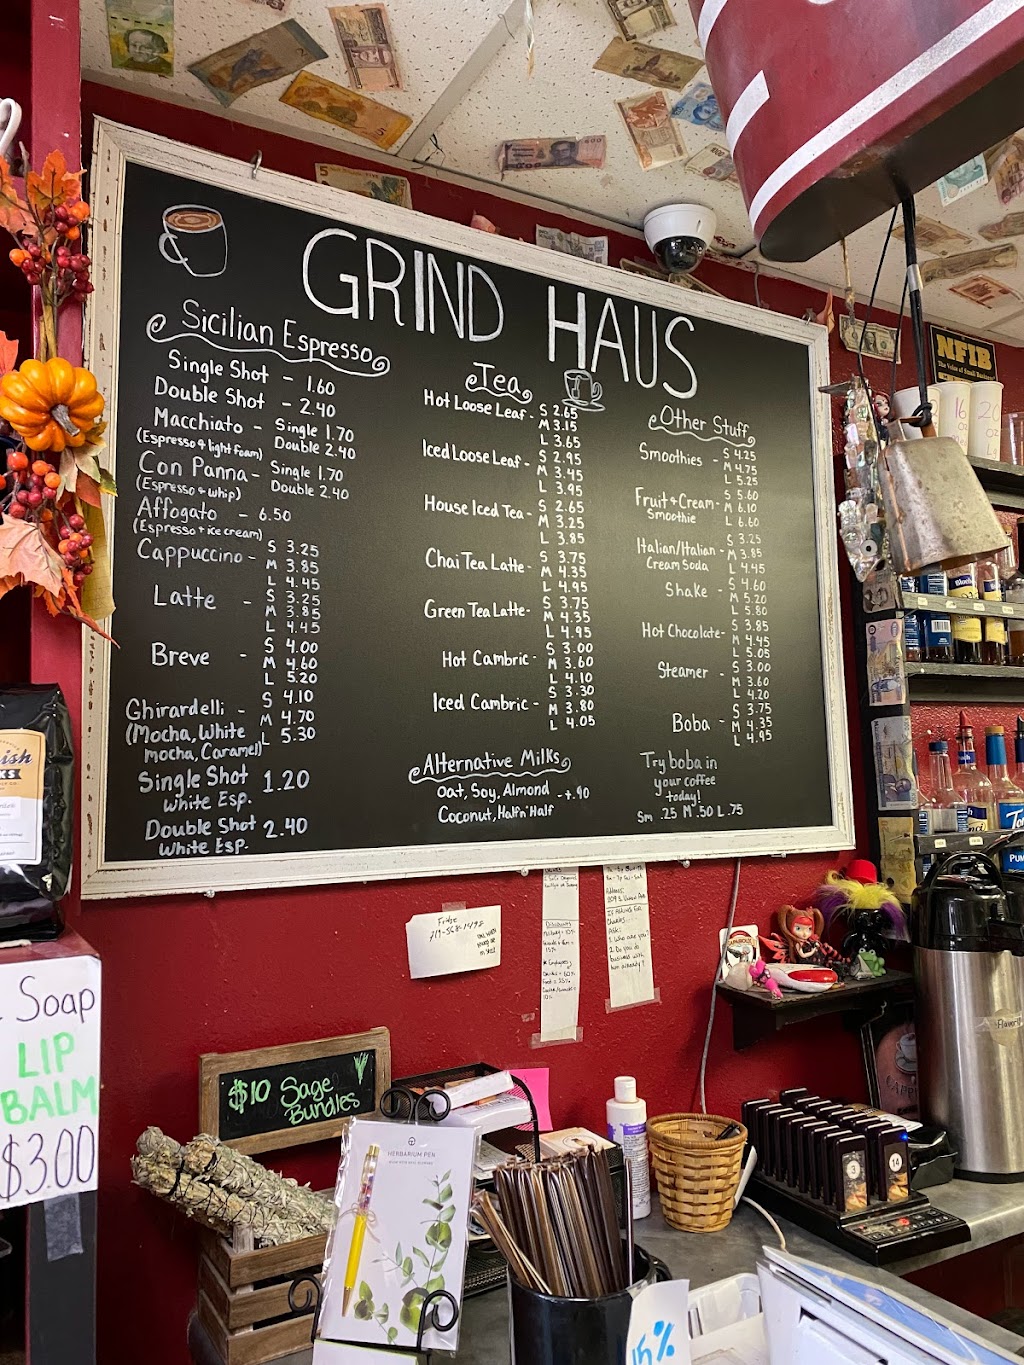 GRIND HAUS
Sicilian Espresso
Single Shot - 1.60
Double Shot - 2.40
Macchiato - Single 1.70
(Espresso & light foam) Double 2.40
Con Panna - Single 1.70
(Espresso & whip) Double 2.40
Affogato - 6.50
(Espresso + ice cream)
Cappuccino - S 3.25
M 3.85
L 4.45
Latte - S 3.25
M 3.85
L 4.45
Breve - S 4.00
M 4.60
L 5.20
Ghirardelli - S 4.10
(Mocha, White M 4.70
mocha, Caramel) L 5.30
Single Shot 1.20
White Esp.
Double Shot 2.40
White Esp.
Tea
Hot Loose Leaf - S 2.65
M 3.15
L 3.65
Iced Loose Leaf - S 2.95
M 3.45
L 3.95
House Iced Tea - S 2.65
M 3.25
L 3.85
Chai Tea Latte - S 3.75
M 4.35
L 4.95
Green Tea Latte - S 3.75
M 4.35
L 4.95
Hot Cambric - S 3.00
M 3.60
L 4.10
Iced Cambric - S 3.30
M 3.80
L 4.05
Alternative Milks
Oat, Soy, Almond - +.90
Coconut, Half n' Half
Other Stuff
Smoothies - S 4.25
M 4.75
L 5.25
Fruit & Cream - S 5.60
Smoothie M 6.10
L 6.60
Italian/Italian - S 3.25
Cream Soda M 3.85
L 4.45
Shake - S 4.60
M 5.20
L 5.80
Hot Chocolate - S 3.85
M 4.45
L 5.05
Steamer - S 3.00
M 3.60
L 4.20
Boba - S 3.75
M 4.35
L 4.95
Try boba in
your coffee
today!
Sm .25 M .50 L .75
NFIB
16
oz
Fridge
$10 Sage
Bundles
Soap
LIP
BALM
$3.00
HERBARIUM PEN
3
14
15%